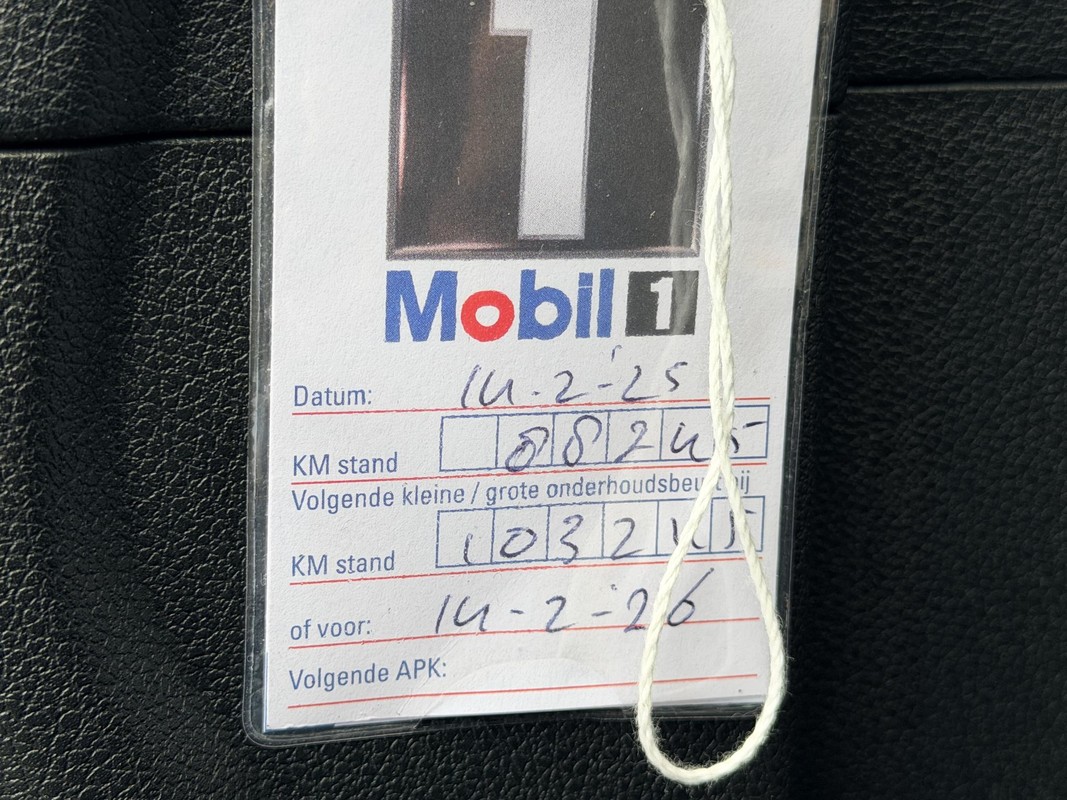 1
Mobil 1
Datum: 14-2-'25
KM stand 88245
Volgende kleine / grote onderhoudsbeurt bij
KM stand 103245
of voor: 14-2-'26
Volgende APK: